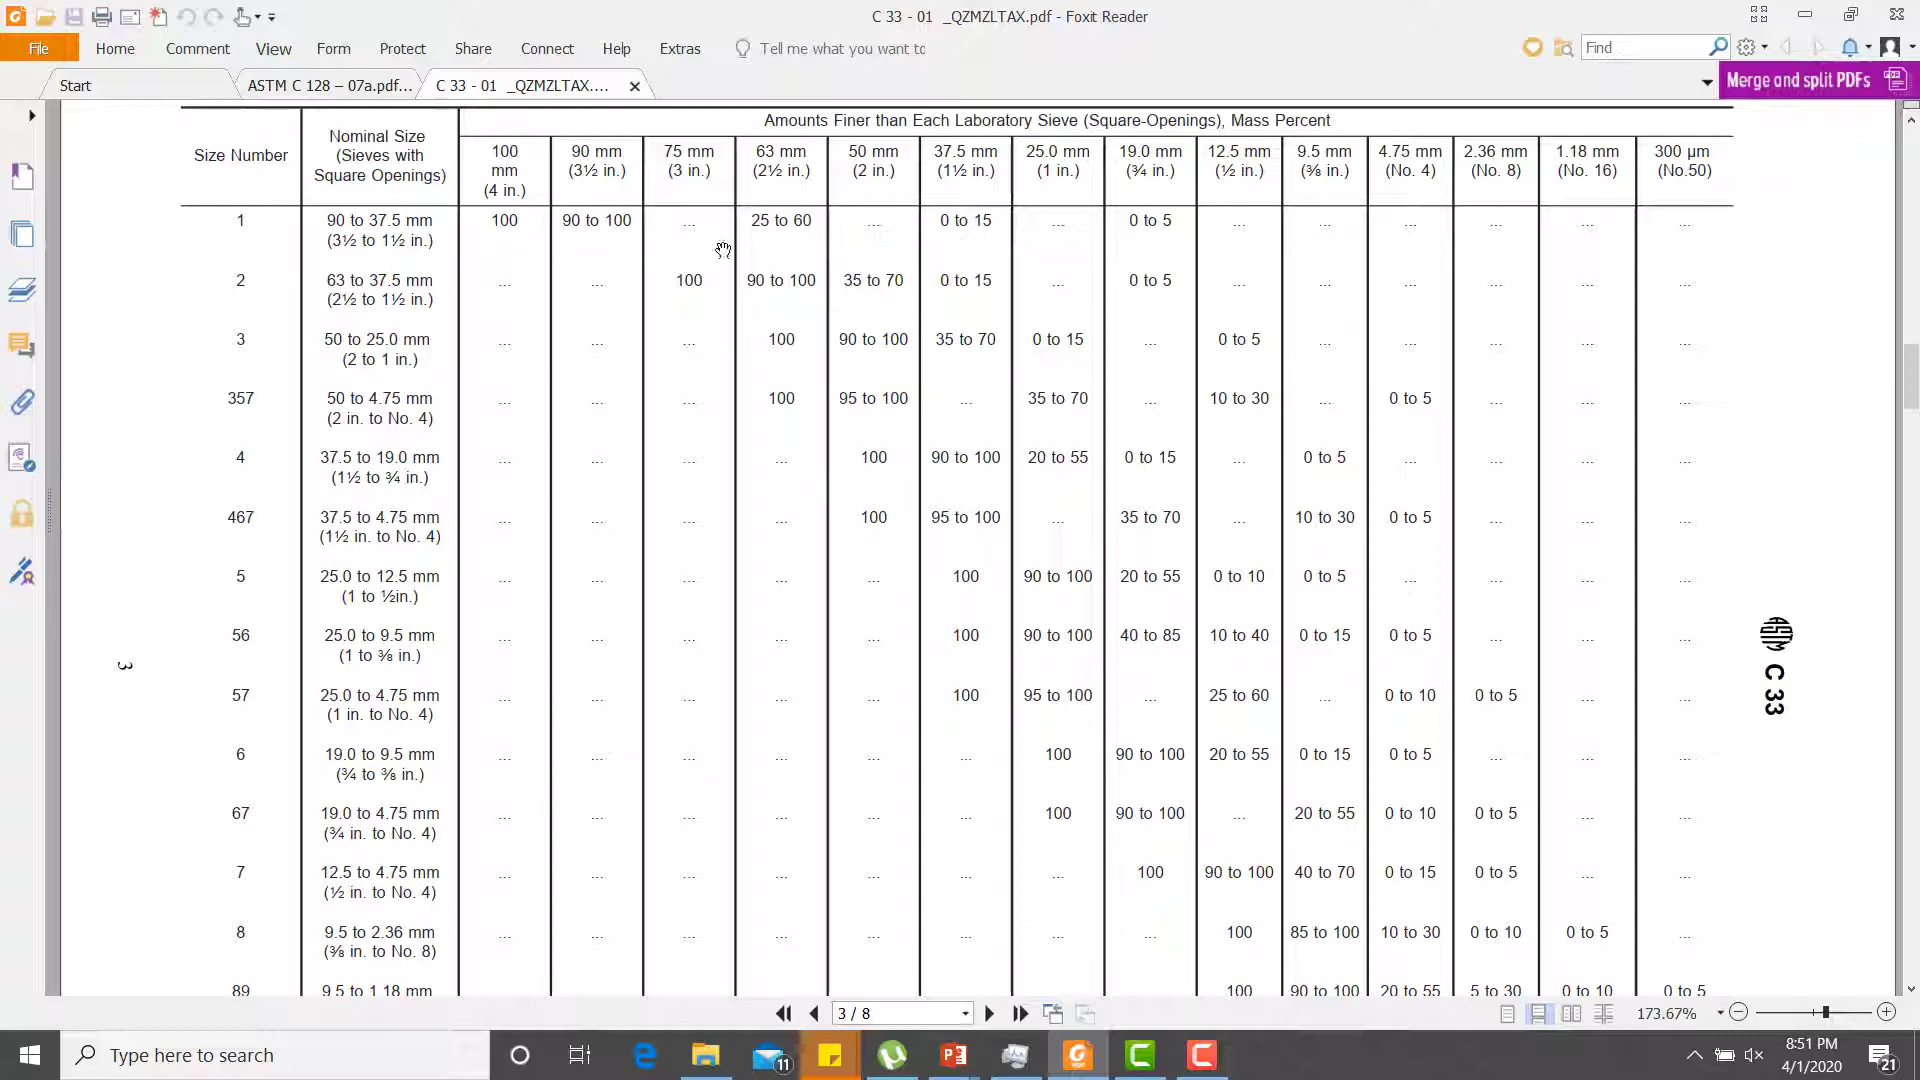 C 33 - 01 _QZMZLTAX.pdf - Foxit Reader
File Home Comment View Form Protect Share Connect Help Extras Tell me what you want to Find
Start ASTM C 128 – 07a.pdf... C 33 - 01 _QZMZLTAX.... Merge and split PDFs
Amounts Finer than Each Laboratory Sieve (Square-Openings), Mass Percent
Size Number Nominal Size (Sieves with Square Openings) 100 mm (4 in.) 90 mm (3½ in.) 75 mm (3 in.) 63 mm (2½ in.) 50 mm (2 in.) 37.5 mm (1½ in.) 25.0 mm (1 in.) 19.0 mm (¾ in.) 12.5 mm (½ in.) 9.5 mm (⅜ in.) 4.75 mm (No. 4) 2.36 mm (No. 8) 1.18 mm (No. 16) 300 µm (No.50)
1 90 to 37.5 mm 100 90 to 100 ... 25 to 60 ... 0 to 15 ... 0 to 5 ... ... ... ... ... ...
(3½ to 1½ in.)
2 63 to 37.5 mm ... ... 100 90 to 100 35 to 70 0 to 15 ... 0 to 5 ... ... ... ... ... ...
(2½ to 1½ in.)
3 50 to 25.0 mm ... ... ... 100 90 to 100 35 to 70 0 to 15 ... 0 to 5 ... ... ... ... ...
(2 to 1 in.)
357 50 to 4.75 mm ... ... ... 100 95 to 100 ... 35 to 70 ... 10 to 30 ... 0 to 5 ... ... ...
(2 in. to No. 4)
4 37.5 to 19.0 mm ... ... ... ... 100 90 to 100 20 to 55 0 to 15 ... 0 to 5 ... ... ... ...
(1½ to ¾ in.)
467 37.5 to 4.75 mm ... ... ... ... 100 95 to 100 ... 35 to 70 ... 10 to 30 0 to 5 ... ... ...
(1½ in. to No. 4)
5 25.0 to 12.5 mm ... ... ... ... ... 100 90 to 100 20 to 55 0 to 10 0 to 5 ... ... ... ...
(1 to ½in.)
56 25.0 to 9.5 mm ... ... ... ... ... 100 90 to 100 40 to 85 10 to 40 0 to 15 0 to 5 ... ... ...
(1 to ⅜ in.)
57 25.0 to 4.75 mm ... ... ... ... ... 100 95 to 100 ... 25 to 60 ... 0 to 10 0 to 5 ... ...
(1 in. to No. 4)
6 19.0 to 9.5 mm ... ... ... ... ... ... 100 90 to 100 20 to 55 0 to 15 0 to 5 ... ... ...
(¾ to ⅜ in.)
67 19.0 to 4.75 mm ... ... ... ... ... ... 100 90 to 100 ... 20 to 55 0 to 10 0 to 5 ... ...
(¾ in. to No. 4)
7 12.5 to 4.75 mm ... ... ... ... ... ... ... 100 90 to 100 40 to 70 0 to 15 0 to 5 ... ...
(½ in. to No. 4)
8 9.5 to 2.36 mm ... ... ... ... ... ... ... ... 100 85 to 100 10 to 30 0 to 10 0 to 5 ...
(⅜ in. to No. 8)
89 9.5 to 1.18 mm 100 90 to 100 20 to 55 5 to 30 0 to 10 0 to 5
3
C 33
3 / 8 173.67%
Type here to search 11 8:51 PM
4/1/2020 21